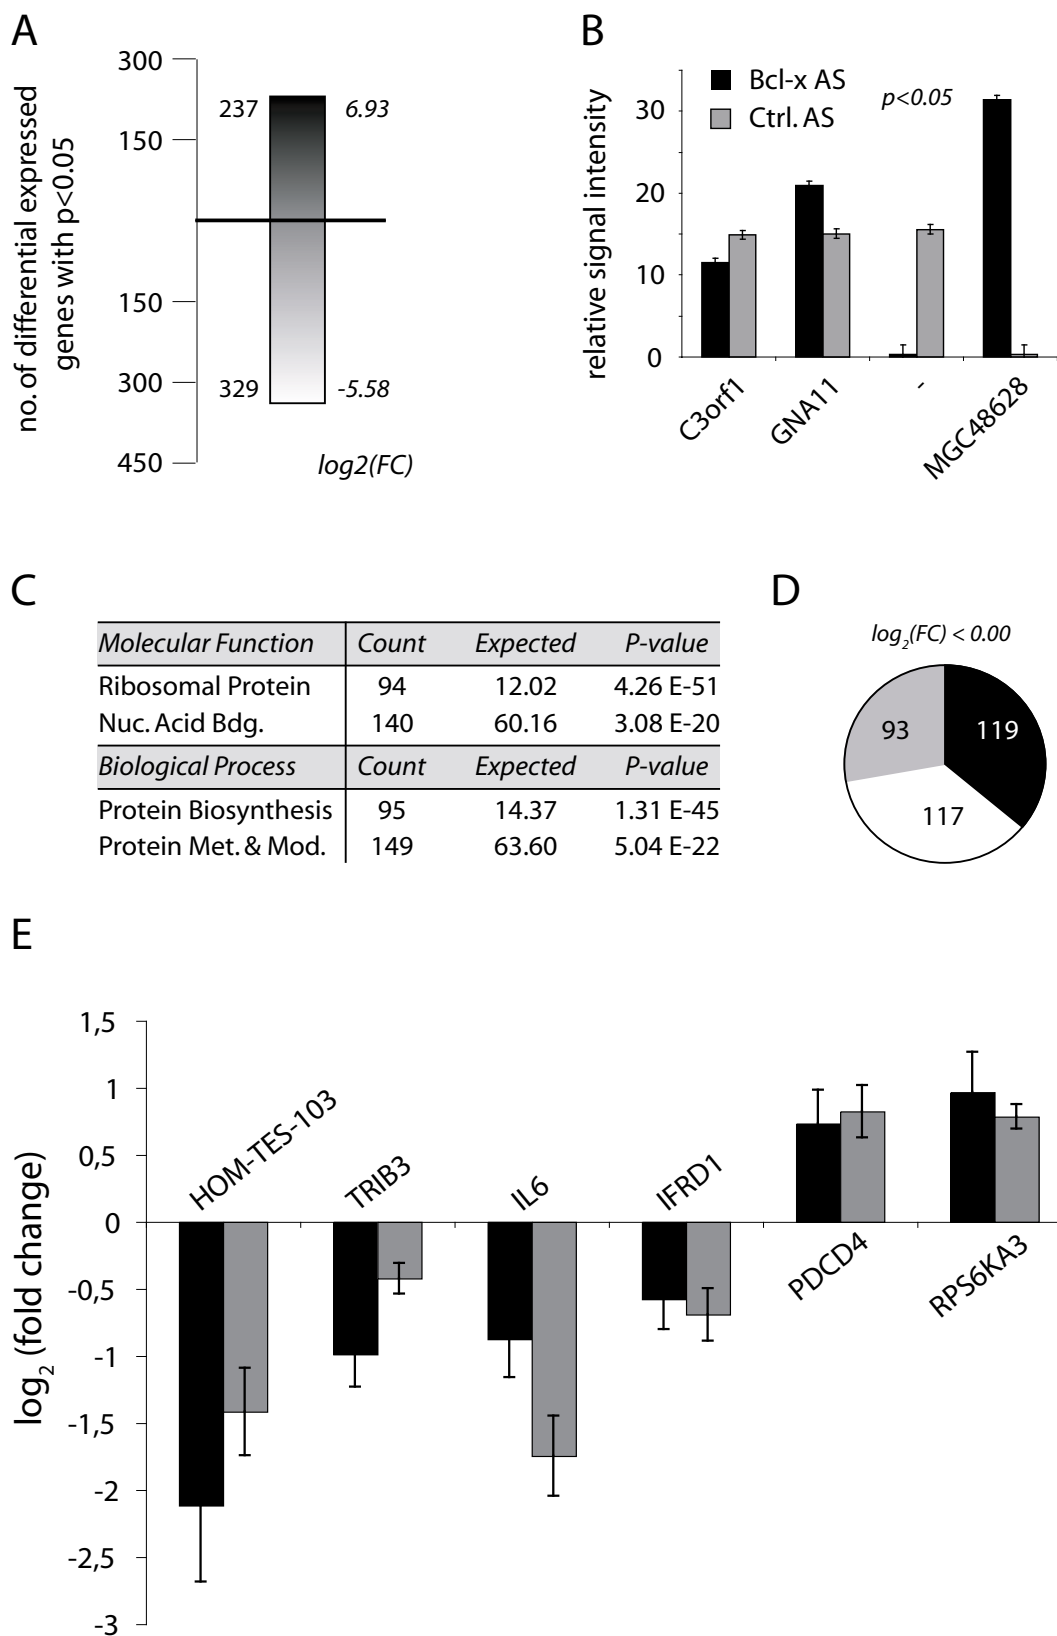 A
no. of differential expressed
genes with p<0.05
300
150
150
300
450
237
6.93
329
-5.58
log2(FC)
B
relative signal intensity
30
20
10
0
Bcl-x AS
Ctrl. AS
p<0.05
C3orf1
GNA11
-
MGC48628
C
Molecular Function Count Expected P-value
Ribosomal Protein 94 12.02 4.26 E-51
Nuc. Acid Bdg. 140 60.16 3.08 E-20
Biological Process Count Expected P-value
Protein Biosynthesis 95 14.37 1.31 E-45
Protein Met. & Mod. 149 63.60 5.04 E-22
D
log₂(FC) < 0.00
93
119
117
E
log₂ (fold change)
1,5
1
0,5
0
-0,5
-1
-1,5
-2
-2,5
-3
HOM-TES-103
TRIB3
IL6
IFRD1
PDCD4
RPS6KA3